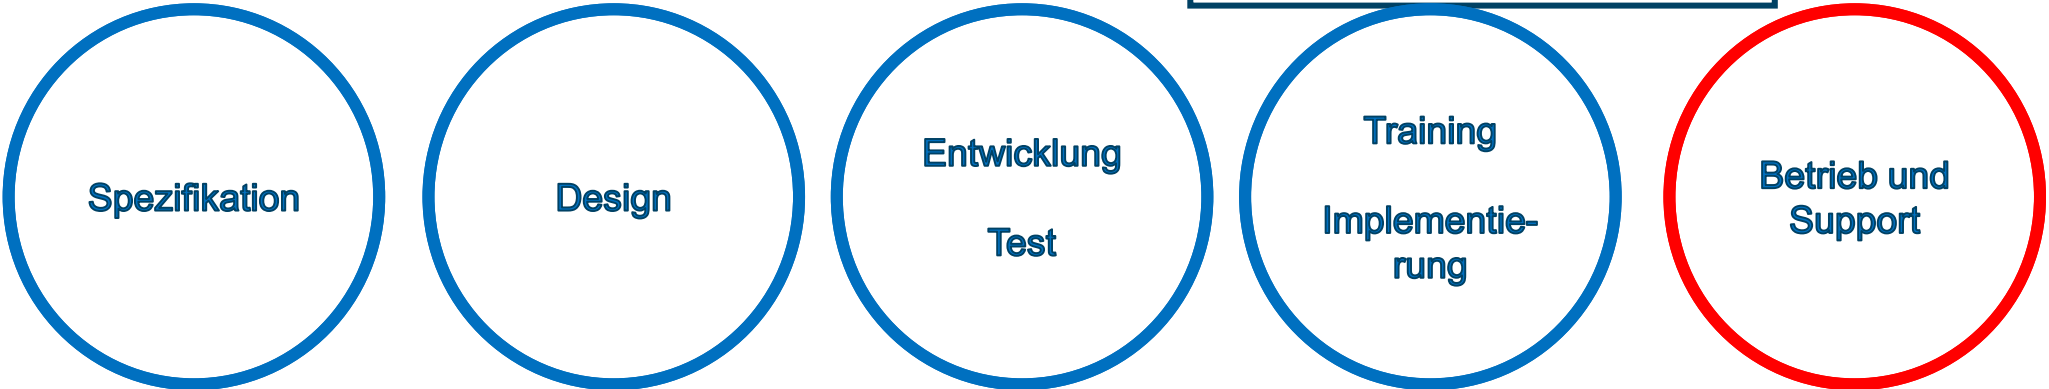 Spezifikation
Design
Entwicklung
Test
Training
Implementie-
rung
Betrieb und
Support